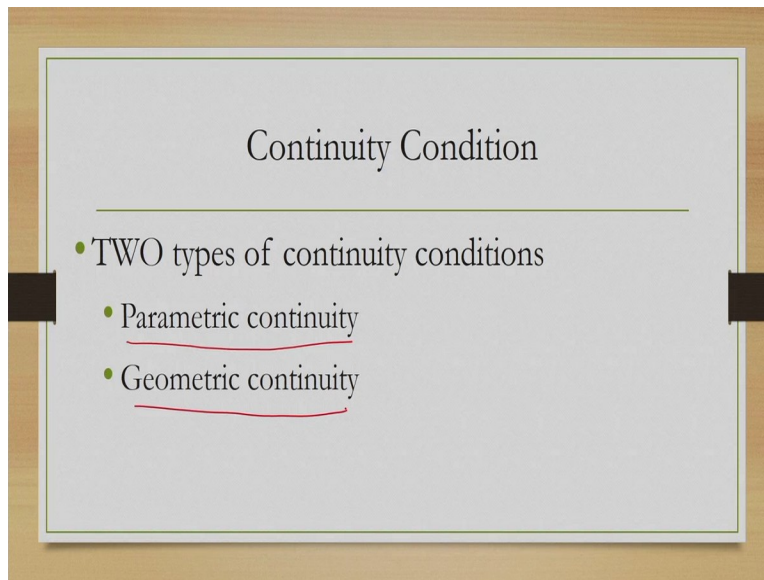 Continuity Condition
TWO types of continuity conditions
Parametric continuity
Geometric continuity